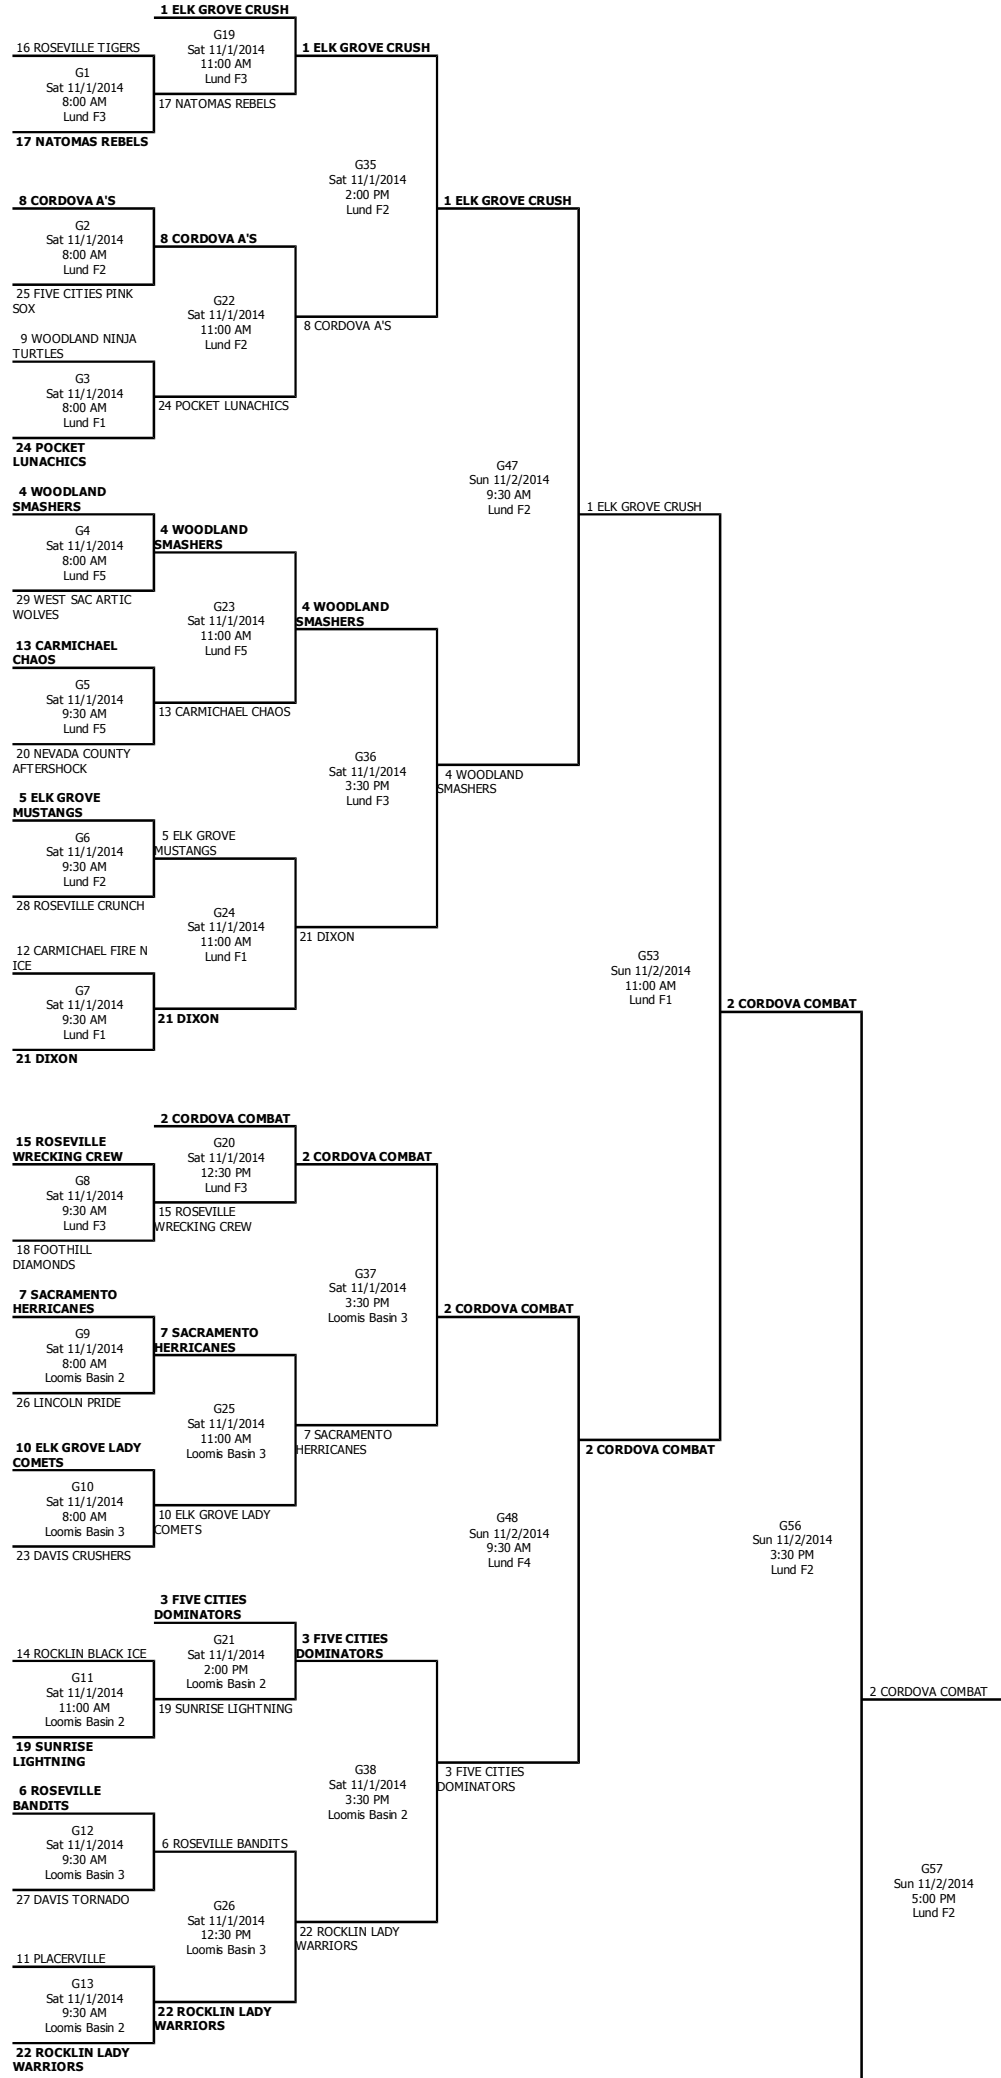 1 ELK GROVE CRUSH
G19
Sat 11/1/2014
11:00 AM
Lund F3
1 ELK GROVE CRUSH
16 ROSEVILLE TIGERS
G1
Sat 11/1/2014
8:00 AM
Lund F3
17 NATOMAS REBELS
17 NATOMAS REBELS
G35
Sat 11/1/2014
2:00 PM
Lund F2
1 ELK GROVE CRUSH
8 CORDOVA A'S
G2
Sat 11/1/2014
8:00 AM
Lund F2
8 CORDOVA A'S
25 FIVE CITIES PINK
SOX
G22
Sat 11/1/2014
11:00 AM
Lund F2
8 CORDOVA A'S
9 WOODLAND NINJA
TURTLES
G3
Sat 11/1/2014
8:00 AM
Lund F1
24 POCKET LUNACHICS
24 POCKET
LUNACHICS
G47
Sun 11/2/2014
9:30 AM
Lund F2
1 ELK GROVE CRUSH
4 WOODLAND
SMASHERS
G4
Sat 11/1/2014
8:00 AM
Lund F5
4 WOODLAND
SMASHERS
29 WEST SAC ARTIC
WOLVES
G23
Sat 11/1/2014
11:00 AM
Lund F5
4 WOODLAND
SMASHERS
13 CARMICHAEL
CHAOS
G5
Sat 11/1/2014
9:30 AM
Lund F5
13 CARMICHAEL CHAOS
20 NEVADA COUNTY
AFTERSHOCK
G36
Sat 11/1/2014
3:30 PM
Lund F3
4 WOODLAND
SMASHERS
5 ELK GROVE
MUSTANGS
G6
Sat 11/1/2014
9:30 AM
Lund F2
5 ELK GROVE
MUSTANGS
28 ROSEVILLE CRUNCH
G24
Sat 11/1/2014
11:00 AM
Lund F1
21 DIXON
12 CARMICHAEL FIRE N
ICE
G7
Sat 11/1/2014
9:30 AM
Lund F1
21 DIXON
21 DIXON
G53
Sun 11/2/2014
11:00 AM
Lund F1
2 CORDOVA COMBAT
2 CORDOVA COMBAT
G20
Sat 11/1/2014
12:30 PM
Lund F3
2 CORDOVA COMBAT
15 ROSEVILLE
WRECKING CREW
G8
Sat 11/1/2014
9:30 AM
Lund F3
15 ROSEVILLE
WRECKING CREW
18 FOOTHILL
DIAMONDS
G37
Sat 11/1/2014
3:30 PM
Loomis Basin 3
2 CORDOVA COMBAT
7 SACRAMENTO
HERRICANES
G9
Sat 11/1/2014
8:00 AM
Loomis Basin 2
7 SACRAMENTO
HERRICANES
26 LINCOLN PRIDE
G25
Sat 11/1/2014
11:00 AM
Loomis Basin 3
7 SACRAMENTO
HERRICANES
2 CORDOVA COMBAT
10 ELK GROVE LADY
COMETS
G10
Sat 11/1/2014
8:00 AM
Loomis Basin 3
10 ELK GROVE LADY
COMETS
23 DAVIS CRUSHERS
G48
Sun 11/2/2014
9:30 AM
Lund F4
G56
Sun 11/2/2014
3:30 PM
Lund F2
3 FIVE CITIES
DOMINATORS
G21
Sat 11/1/2014
2:00 PM
Loomis Basin 2
3 FIVE CITIES
DOMINATORS
14 ROCKLIN BLACK ICE
G11
Sat 11/1/2014
11:00 AM
Loomis Basin 2
19 SUNRISE LIGHTNING
19 SUNRISE
LIGHTNING
2 CORDOVA COMBAT
G38
Sat 11/1/2014
3:30 PM
Loomis Basin 2
3 FIVE CITIES
DOMINATORS
6 ROSEVILLE
BANDITS
G12
Sat 11/1/2014
9:30 AM
Loomis Basin 3
6 ROSEVILLE BANDITS
27 DAVIS TORNADO
G26
Sat 11/1/2014
12:30 PM
Loomis Basin 3
22 ROCKLIN LADY
WARRIORS
G57
Sun 11/2/2014
5:00 PM
Lund F2
11 PLACERVILLE
G13
Sat 11/1/2014
9:30 AM
Loomis Basin 2
22 ROCKLIN LADY
WARRIORS
22 ROCKLIN LADY
WARRIORS